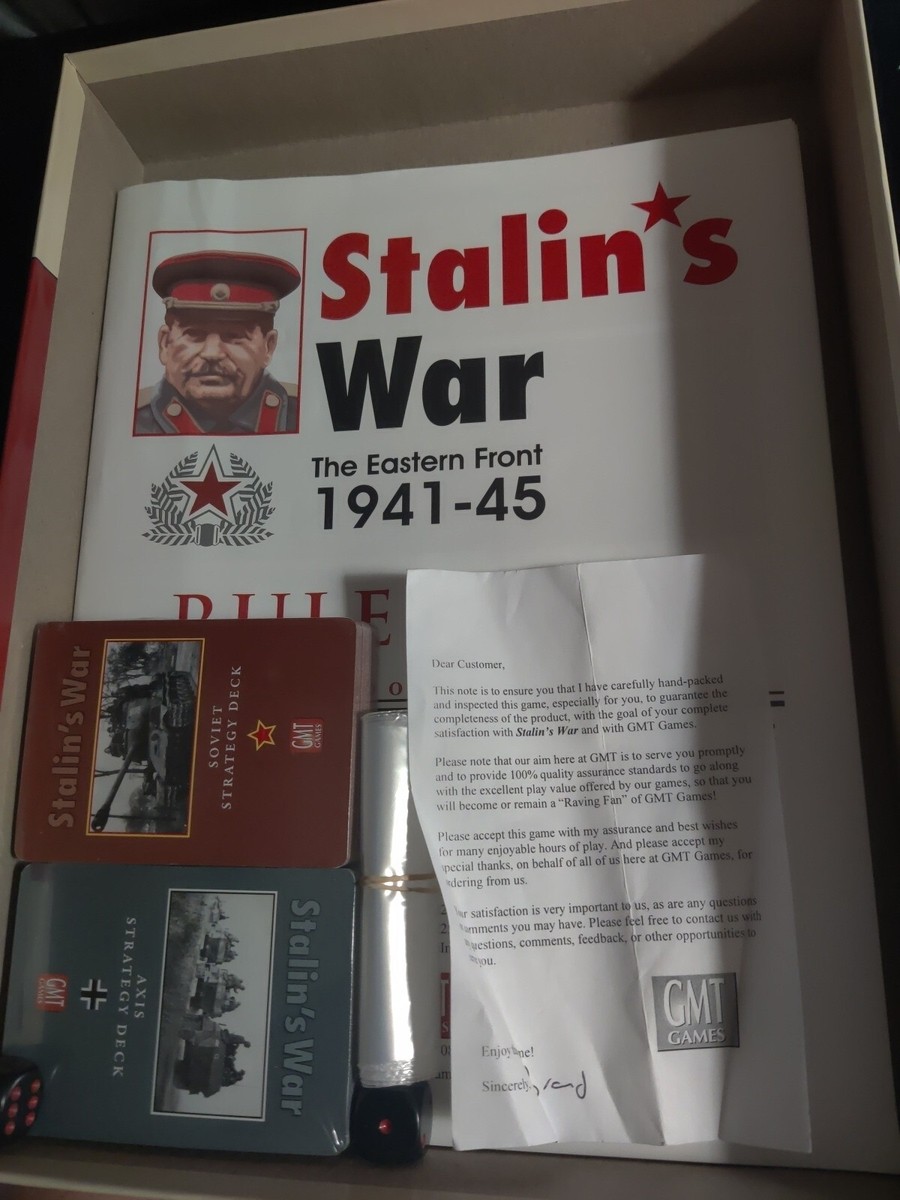 Stalin's
War
The Eastern Front
1941-45
RULE
Stalin's War
SOVIET
STRATEGY DECK
GMT
GAMES
Stalin's War
AXIS
STRATEGY DECK
GMT
GAMES
Dear Customer,
This note is to ensure you that I have carefully hand-packed
and inspected this game, especially for you, to guarantee the
completeness of the product, with the goal of your complete
satisfaction with Stalin's War and with GMT Games.
Please note that our aim here at GMT is to serve you promptly
and to provide 100% quality assurance standards to go along
with the excellent play value offered by our games, so that you
will become or remain a “Raving Fan” of GMT Games!
Please accept this game with my assurance and best wishes
for many enjoyable hours of play. And please accept my
special thanks, on behalf of all of us here at GMT Games, for
dering from us.
satisfaction is very important to us, as are any questions
mments you may have. Please feel free to contact us with
estions, comments, feedback, or other opportunities to
you.
GMT
GAMES
Enjoy
Sincerely,